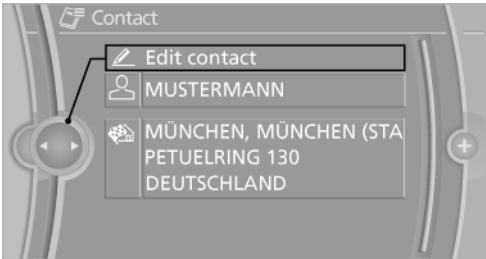 Contact
Edit contact
MUSTERMANN
MÜNCHEN, MÜNCHEN (STA
PETUELRING 130
DEUTSCHLAND